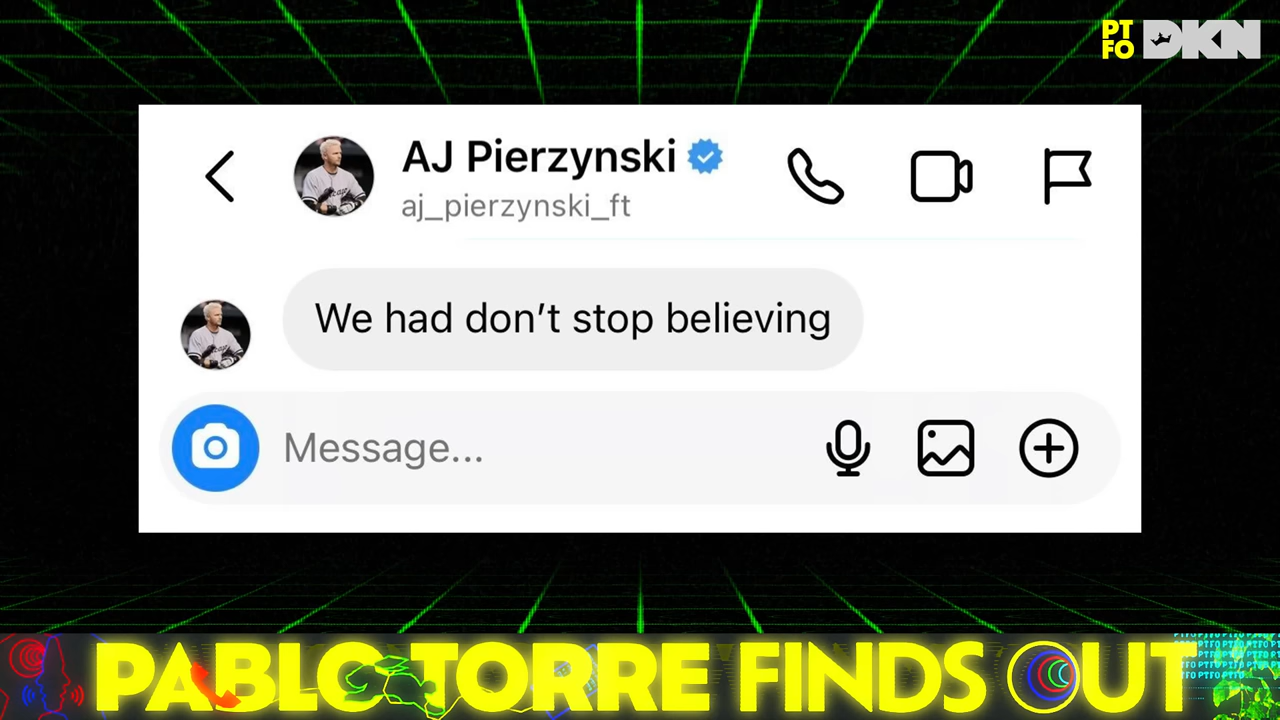 PT
FO
DKN
AJ Pierzynski
aj_pierzynski_ft
We had don’t stop believing
Message...
PABLO TORRE FINDS OUT